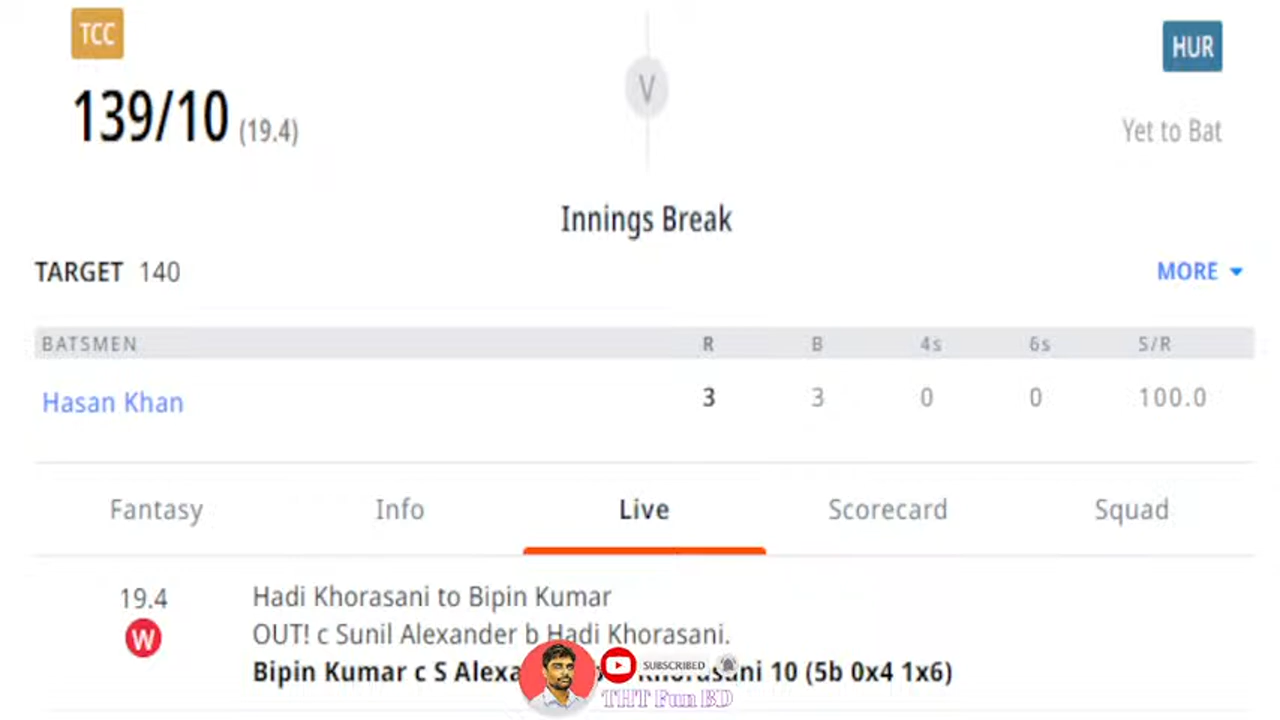 TCC
HUR
V
139/10 (19.4)
Yet to Bat
Innings Break
TARGET 140
MORE
BATSMEN R B 4s 6s S/R
Hasan Khan 3 3 0 0 100.0
Fantasy Info Live Scorecard Squad
19.4 Hadi Khorasani to Bipin Kumar
W OUT! c Sunil Alexander b Hadi Khorasani.
Bipin Kumar c S Alexa Khorasani 10 (5b 0x4 1x6)
SUBSCRIBED
THT Fun BD